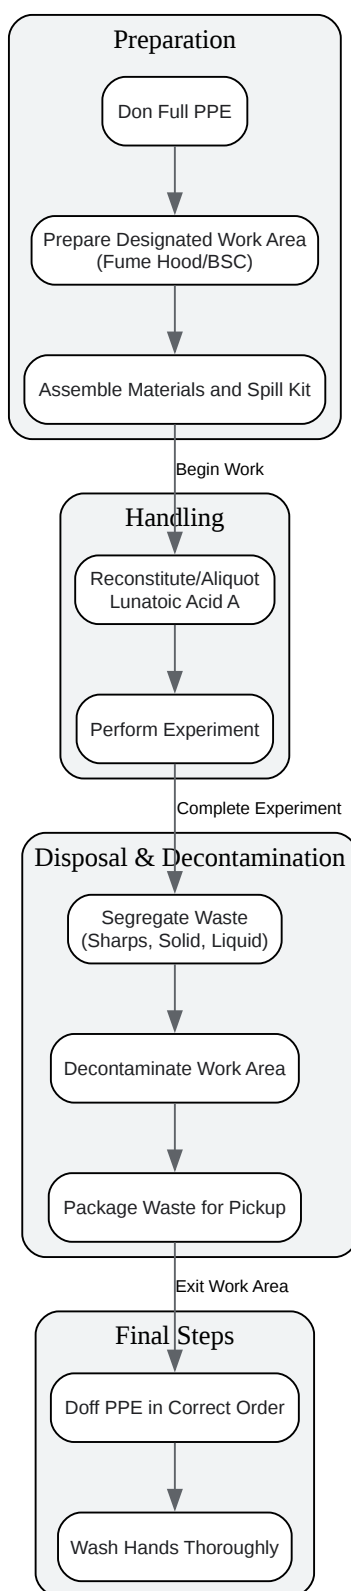 Preparation
Don Full PPE
Prepare Designated Work Area
(Fume Hood/BSC)
Assemble Materials and Spill Kit
Begin Work
Handling
Reconstitute/Aliquot
Lunatoic Acid A
Perform Experiment
Complete Experiment
Disposal & Decontamination
Segregate Waste
(Sharps, Solid, Liquid)
Decontaminate Work Area
Package Waste for Pickup
Exit Work Area
Final Steps
Doff PPE in Correct Order
Wash Hands Thoroughly